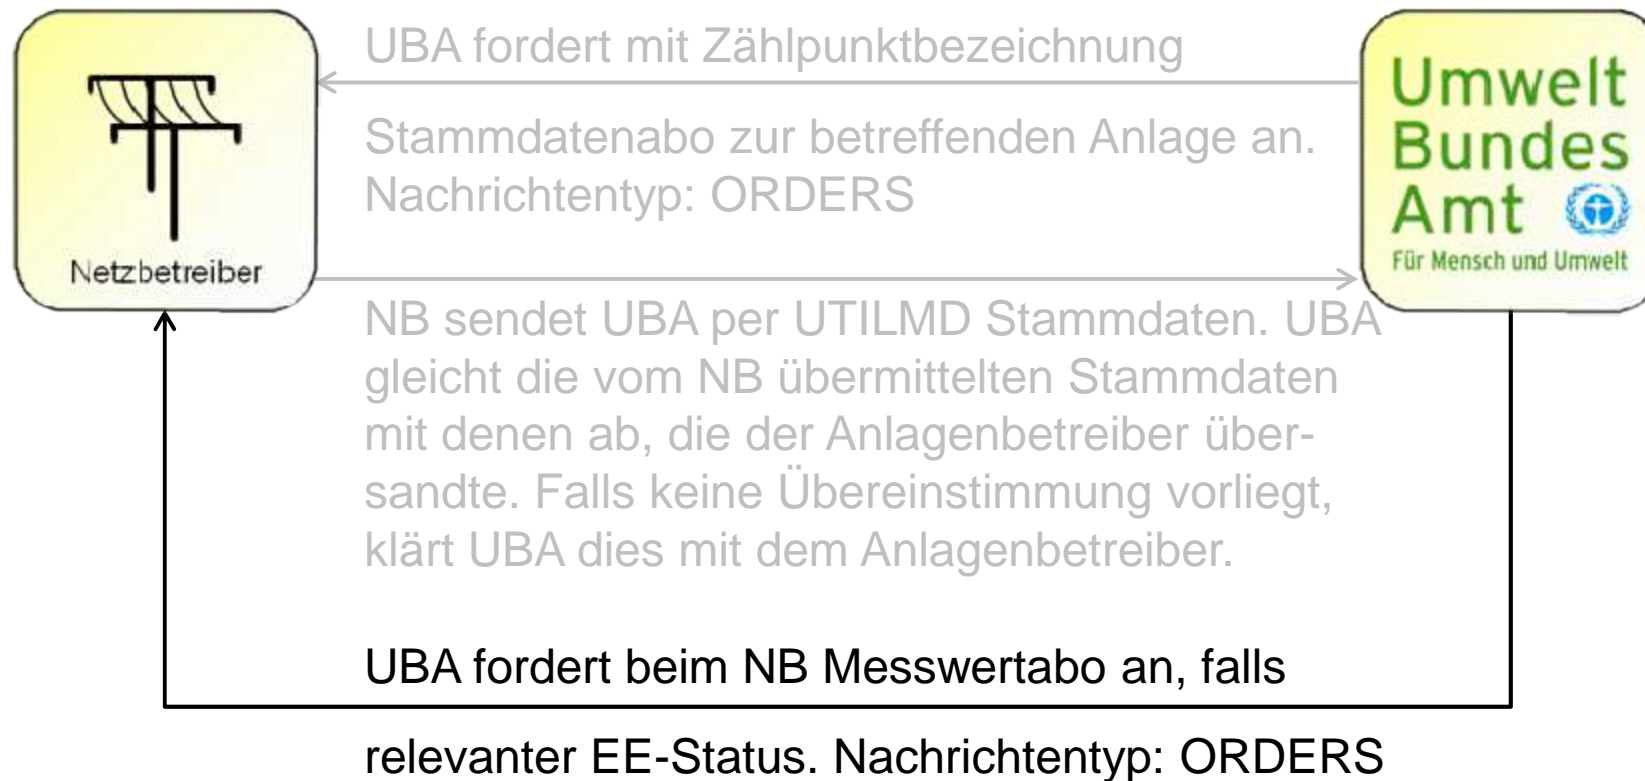 UBA fordert mit Zählpunktbezeichnung
Stammdatenabo zur betreffenden Anlage an.
Nachrichtentyp: ORDERS
Netzbetreiber
Umwelt
Bundes
Amt
Für Mensch und Umwelt
NB sendet UBA per UTILMD Stammdaten. UBA
gleicht die vom NB übermittelten Stammdaten
mit denen ab, die der Anlagenbetreiber über-
sandte. Falls keine Übereinstimmung vorliegt,
klärt UBA dies mit dem Anlagenbetreiber.
UBA fordert beim NB Messwertabo an, falls
relevanter EE-Status. Nachrichtentyp: ORDERS